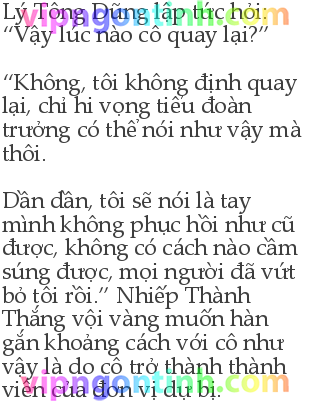 Lý Tông Dũng lập tức hỏi:
“Vậy lúc nào cô quay lại?”
“Không, tôi không định quay
lại, chỉ hi vọng tiểu đoàn
trưởng có thể nói như vậy mà
thôi.
Dần dần, tôi sẽ nói là tay
mình không phục hồi như cũ
được, không có cách nào cầm
súng được, mọi người đã vứt
bỏ tôi rồi.” Nhiếp Thành
Thắng vội vàng muốn hàn
gắn khoảng cách với cô như
vậy là do cô trở thành thành
viên của đơn vị dự bị.
vipngontinh.com
vipngontinh.com